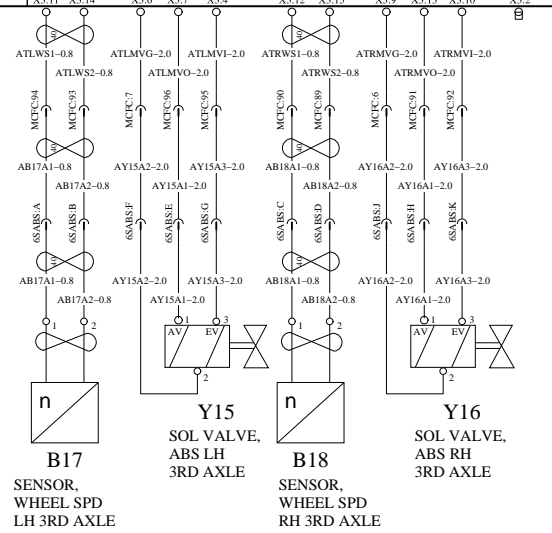 X3.11 X3.14 X3.6 X3.7 X3.4 X3.12 X3.15 X3.9 X3.13 X3.10 X3.2
40 40
ATLWS1-0.8 ATLMVG-2.0 ATLMVI-2.0 ATRWS1-0.8 ATRMVG-2.0 ATRMVI-2.0
ATLWS2-0.8 ATLMVO-2.0 ATRWS2-0.8 ATRMVO-2.0
MCFC:94 MCFC:93 MCFC:7 MCFC:96 MCFC:95 MCFC:90 MCFC:89 MCFC:6 MCFC:91 MCFC:92
40 40
AB17A1-0.8 AY15A2-2.0 AY15A3-2.0 AB18A1-0.8 AY16A2-2.0 AY16A3-2.0
AB17A2-0.8 AY15A1-2.0 AB18A2-0.8 AY16A1-2.0
6SABS:A 6SABS:B 6SABS:F 6SABS:E 6SABS:G 6SABS:C 6SABS:D 6SABS:J 6SABS:H 6SABS:K
40 40
AB17A1-0.8 AY15A2-2.0 AY15A3-2.0 AB18A1-0.8 AY16A2-2.0 AY16A3-2.0
AB17A2-0.8 AY15A1-2.0 AB18A2-0.8 AY16A1-2.0
1 2 1 3 1 2 1 3
AV EV AV EV
2 2
n n
Y15 Y16
SOL VALVE,
ABS LH
3RD AXLE
SOL VALVE,
ABS RH
3RD AXLE
B17 B18
SENSOR,
WHEEL SPD
LH 3RD AXLE
SENSOR,
WHEEL SPD
RH 3RD AXLE